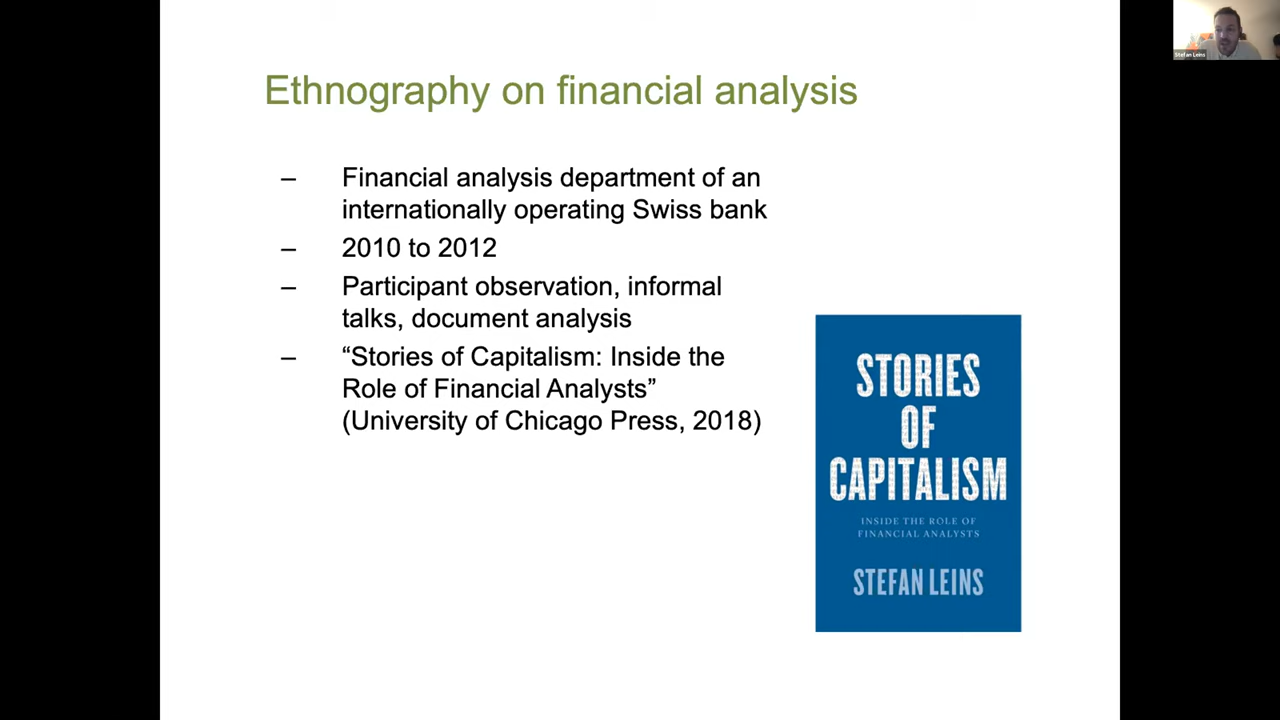 Stefan Leins
Ethnography on financial analysis
– Financial analysis department of an
internationally operating Swiss bank
– 2010 to 2012
– Participant observation, informal
talks, document analysis
– “Stories of Capitalism: Inside the
Role of Financial Analysts”
(University of Chicago Press, 2018)
STORIES
OF
CAPITALISM
INSIDE THE ROLE OF
FINANCIAL ANALYSTS
STEFAN LEINS